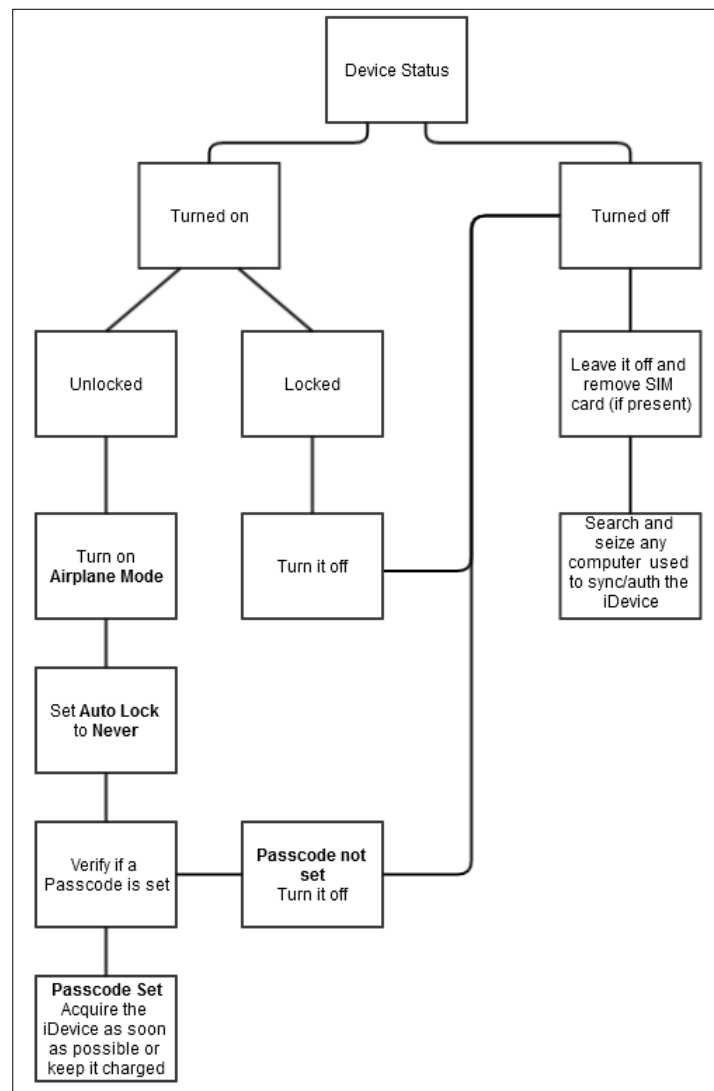 Device Status
Turned on
Turned off
Unlocked
Locked
Leave it off and
remove SIM
card (if present)
Turn on
Airplane Mode
Turn it off
Search and
seize any
computer used
to sync/auth the
iDevice
Set Auto Lock
to Never
Verify if a
Passcode is set
Passcode not
set
Turn it off
Passcode Set
Acquire the
iDevice as soon
as possible or
keep it charged